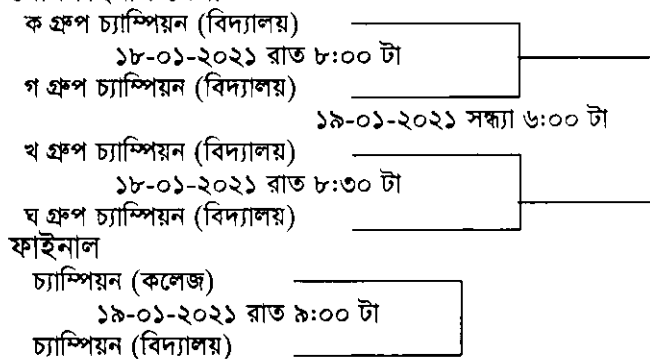 ক গ্রুপ চ্যাম্পিয়ন (বিদ্যালয়)
১৮-০১-২০২১ রাত ৮:০০ টা
গ গ্রুপ চ্যাম্পিয়ন (বিদ্যালয়)
১৯-০১-২০২১ সন্ধ্যা ৬:০০ টা
খ গ্রুপ চ্যাম্পিয়ন (বিদ্যালয়)
১৮-০১-২০২১ রাত ৮:৩০ টা
ঘ গ্রুপ চ্যাম্পিয়ন (বিদ্যালয়)
ফাইনাল
চ্যাম্পিয়ন (কলেজ)
১৯-০১-২০২১ রাত ৯:০০ টা
চ্যাম্পিয়ন (বিদ্যালয়)